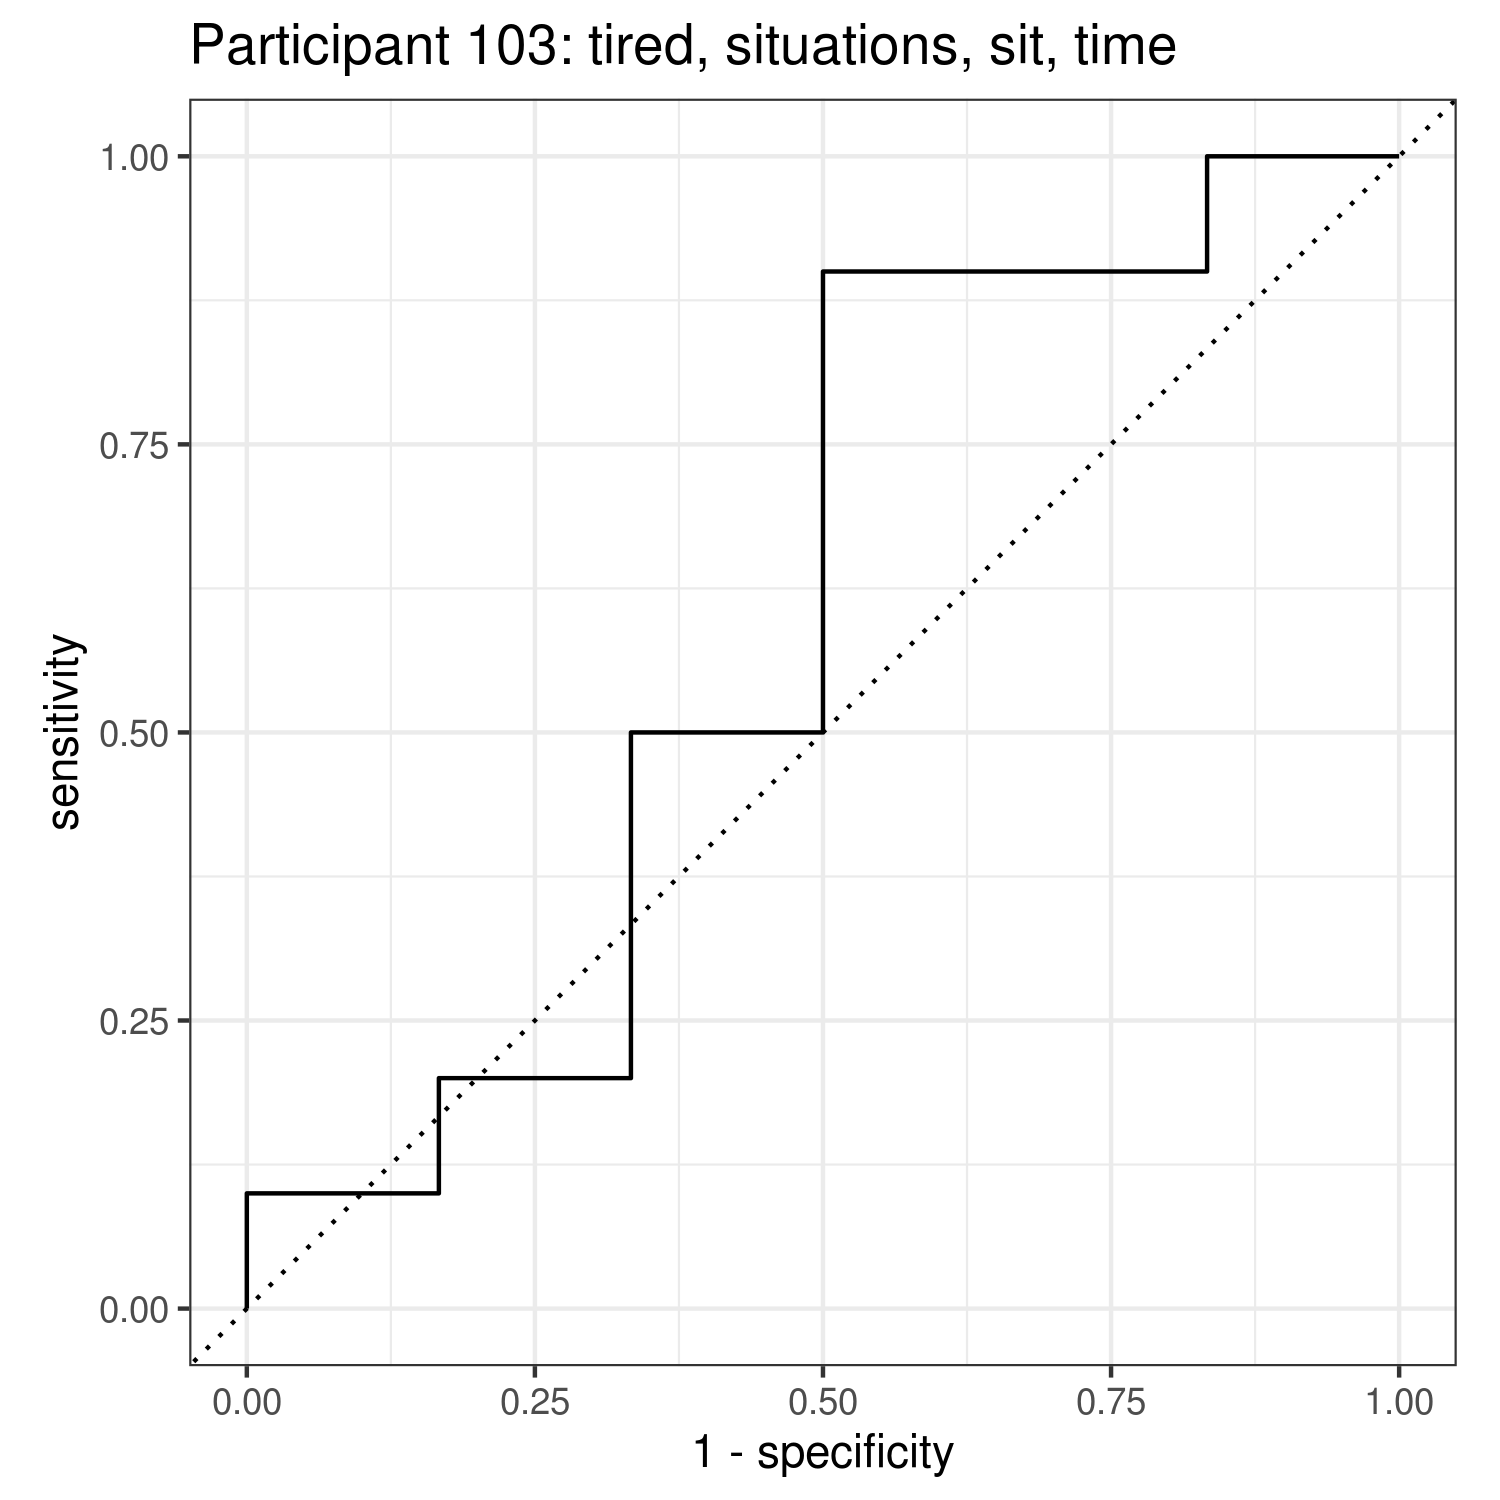 Participant 103: tired, situations, sit, time
1.00
0.75
0.50
0.25
0.00
sensitivity
0.00 0.25 0.50 0.75 1.00
1 - specificity